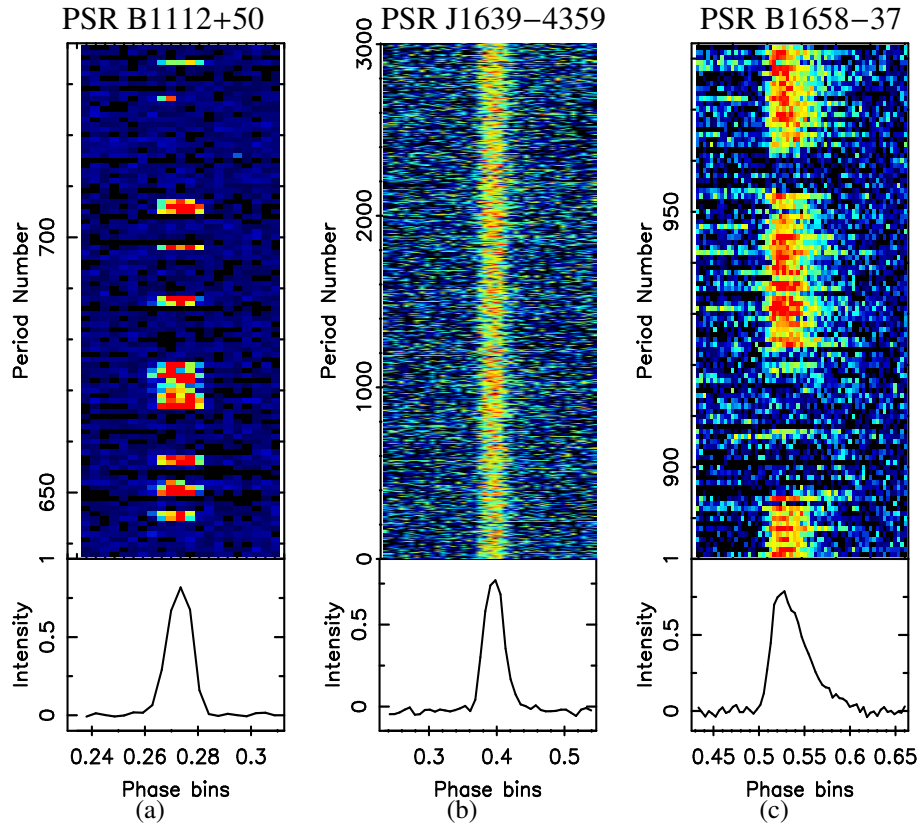 PSR B1112+50
Period Number
700
650
1
Intensity
0.5
0
0.24 0.26 0.28 0.3
Phase bins
(a)
PSR J1639−4359
Period Number
3000
2000
1000
0
Intensity
0.5
0
0.3 0.4 0.5
Phase bins
(b)
PSR B1658−37
Period Number
950
900
1
Intensity
0.5
0
0.45 0.5 0.55 0.6 0.65
Phase bins
(c)